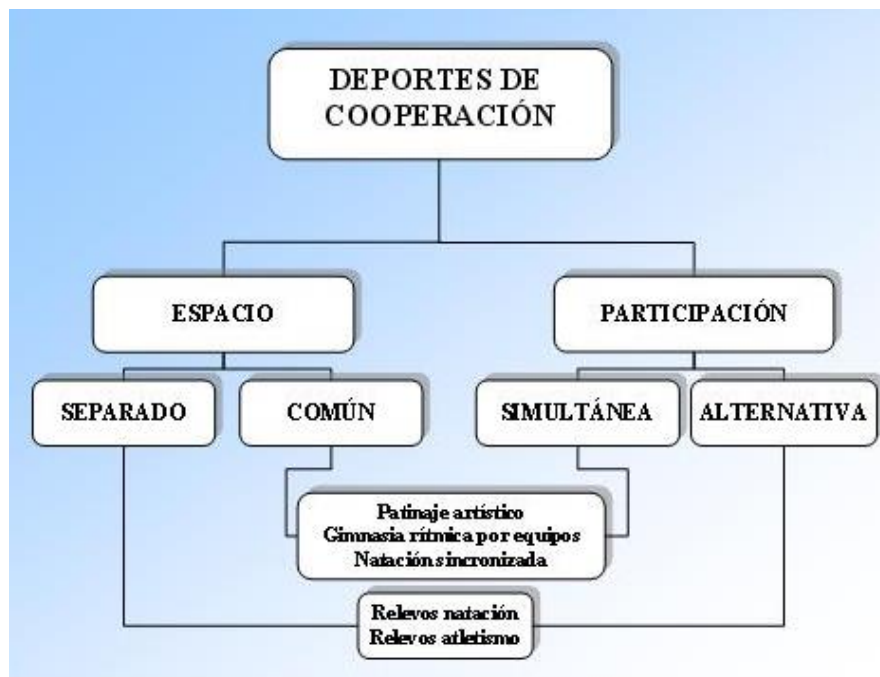 DEPORTES DE
COOPERACIÓN
ESPACIO
PARTICIPACIÓN
SEPARADO
COMÚN
SIMULTÁNEA
ALTERNATIVA
Patinaje artístico
Gimnasia rítmica por equipos
Natación sincronizada
Relevos natación
Relevos atletismo